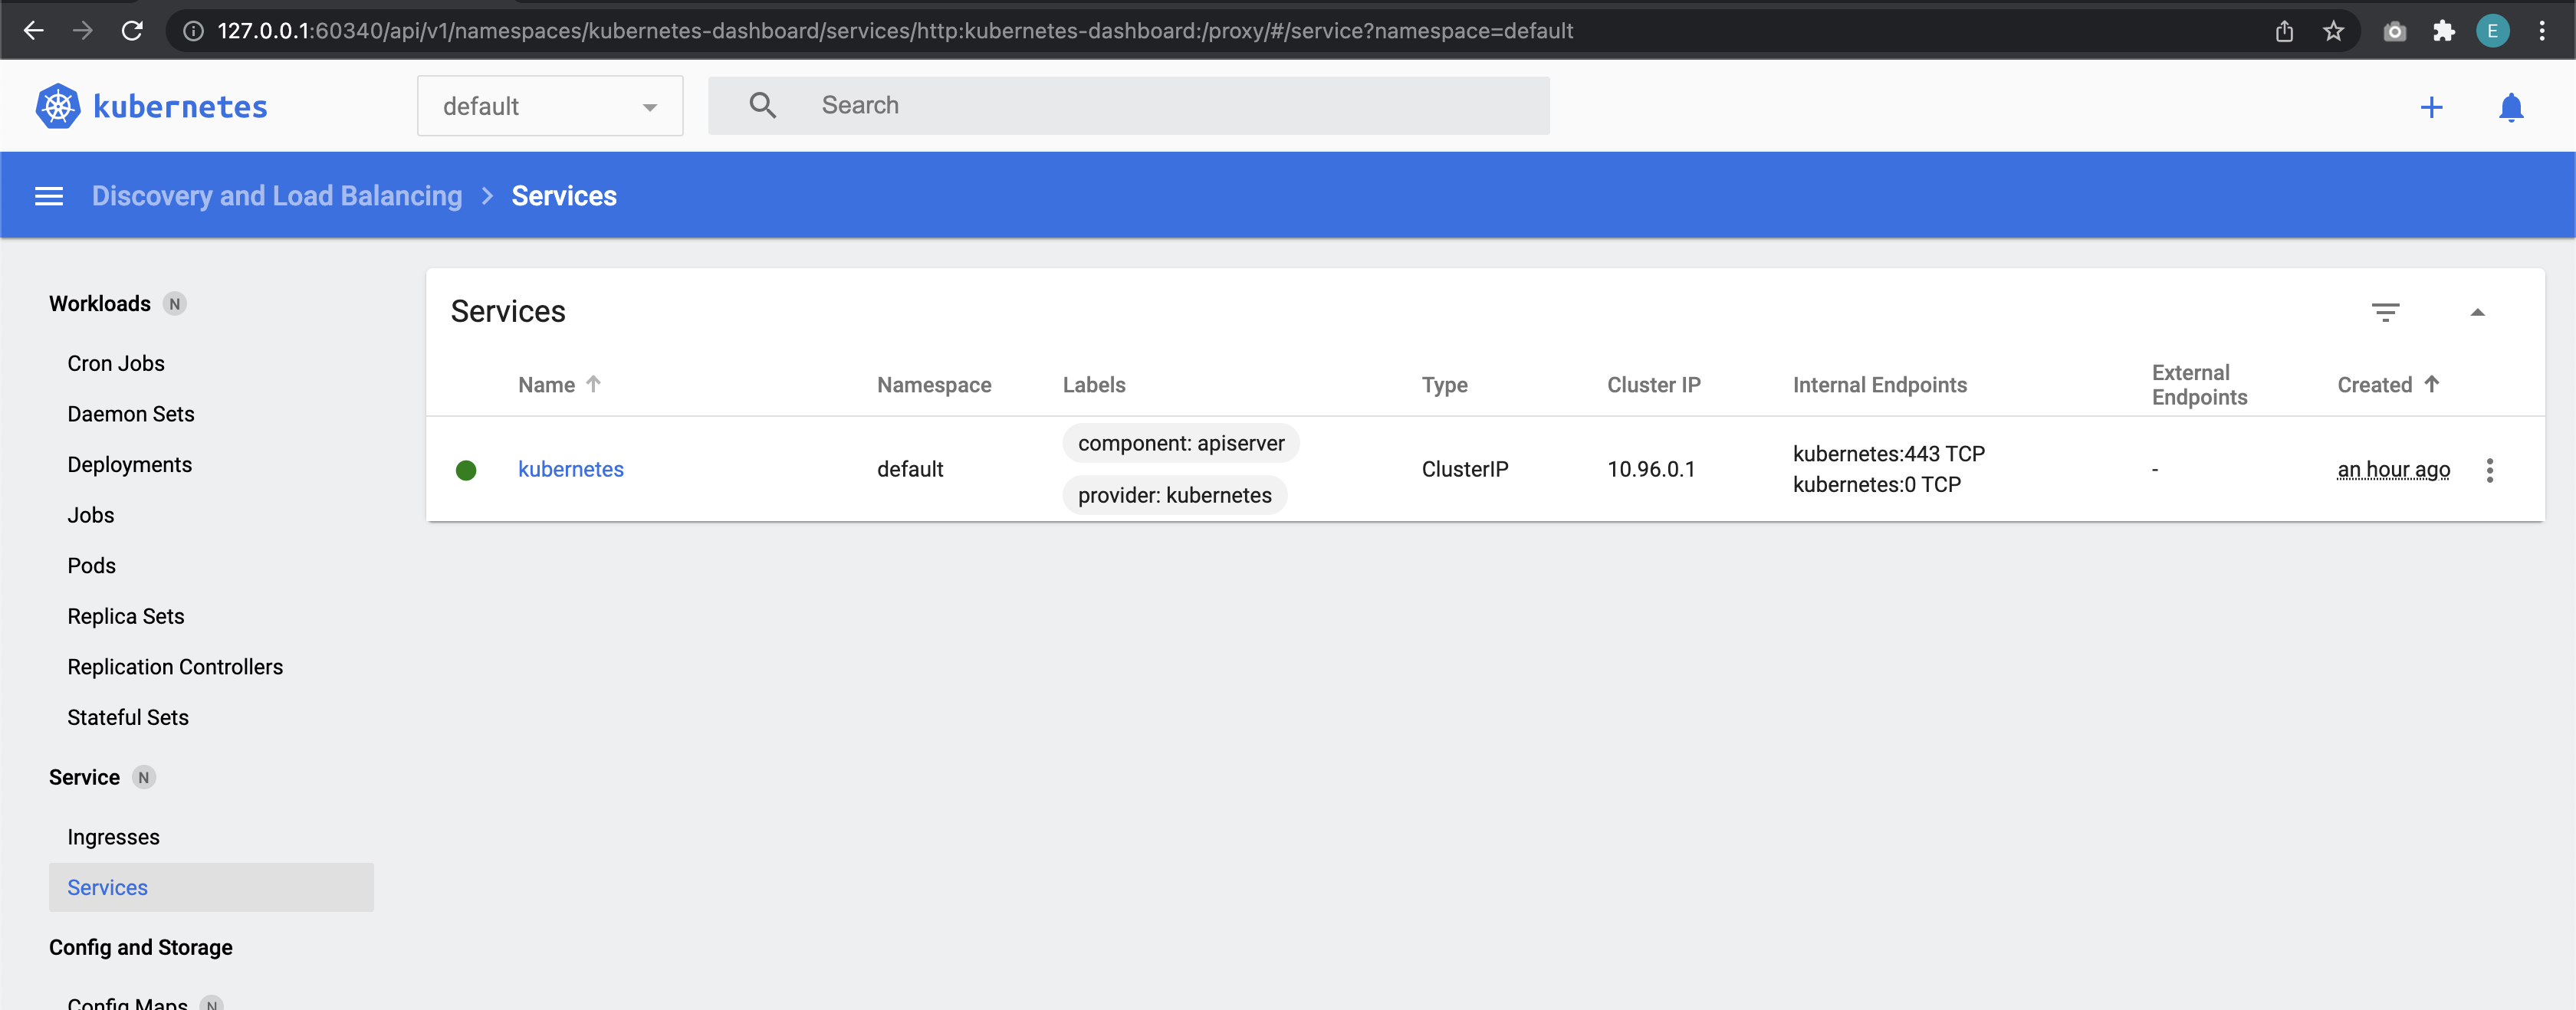 127.0.0.1:60340/api/v1/namespaces/kubernetes-dashboard/services/http:kubernetes-dashboard:/proxy/#/service?namespace=default
E
kubernetes
default
Search
Discovery and Load Balancing
Services
Workloads N
Cron Jobs
Daemon Sets
Deployments
Jobs
Pods
Replica Sets
Replication Controllers
Stateful Sets
Service N
Ingresses
Services
Config and Storage
Config Maps N
Services
Name Namespace Labels Type Cluster IP Internal Endpoints External Endpoints Created
kubernetes default component: apiserver provider: kubernetes ClusterIP 10.96.0.1 kubernetes:443 TCP kubernetes:0 TCP - an hour ago